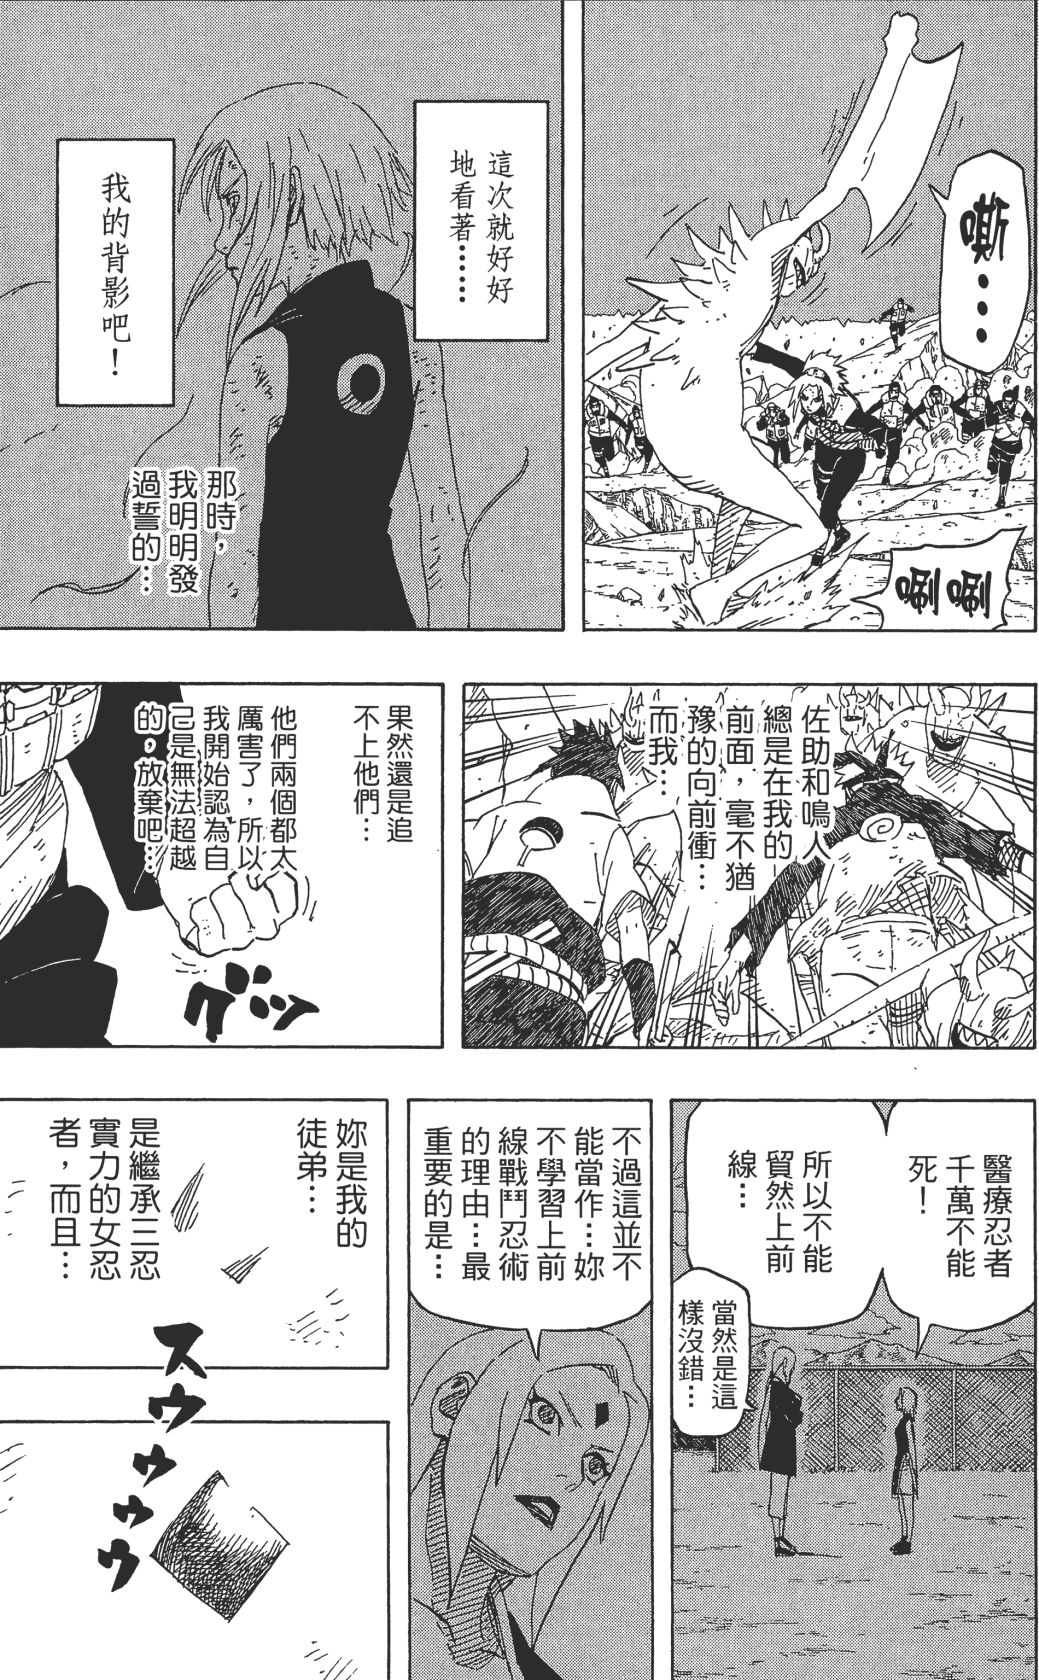 嘶…
唰唰
這次就好好
地看著……
我的背影吧！
那時，
我明明發
過誓的…
佐助和鳴人
總是在我的
前面，毫不猶
豫的向前衝…
而我…
果然還是追
不上他們…
他們兩個都太
厲害了，所以
我開始認為自
己是無法超越
的，放棄吧…
グッ
醫療忍者
千萬不能
死！
所以不能
貿然上前
線…
當然是這
樣沒錯…
不過這並不
能當作…妳
不學習上前
線戰鬥忍術
的理由…最
重要的是…
妳是我的
徒弟…
是繼承三忍
實力的女忍
者，而且…
スウウゥゥ